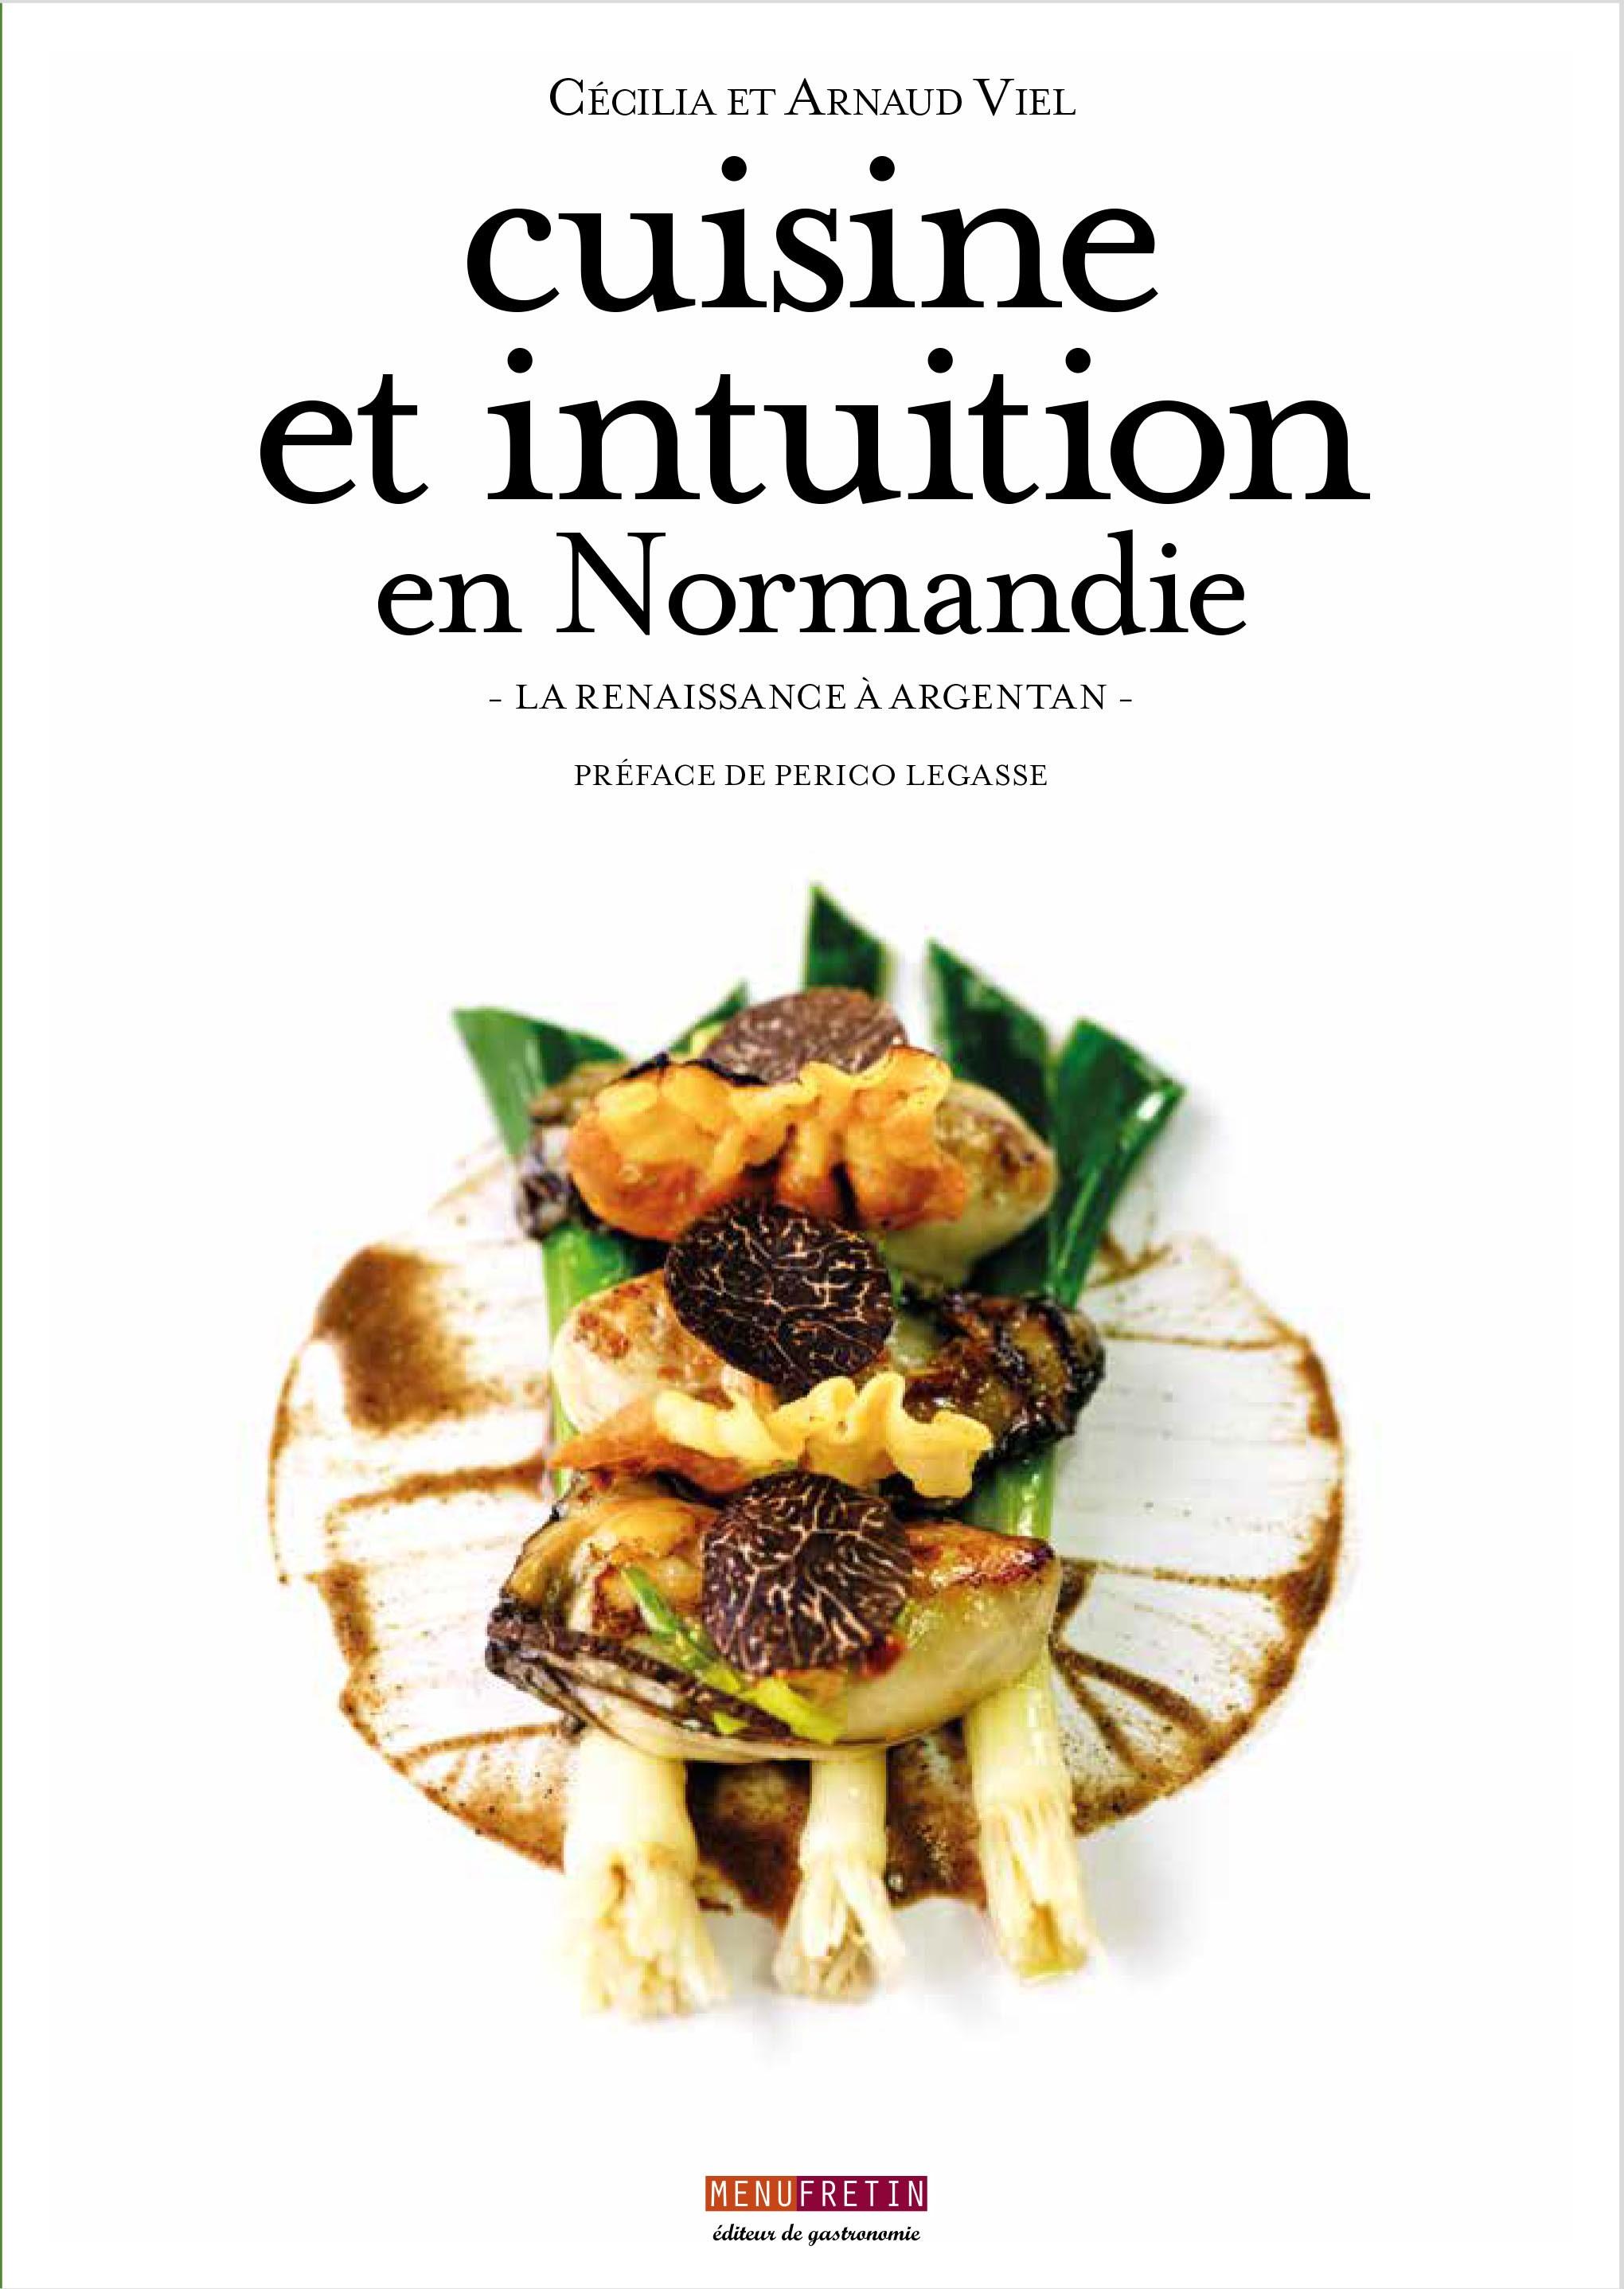 CÉCILIA ET ARNAUD VIEL
cuisine
et intuition
en Normandie
- LA RENAISSANCE À ARGENTAN -
PRÉFACE DE PERICO LEGASSE
MENUFRETIN
éditeur de gastronomie